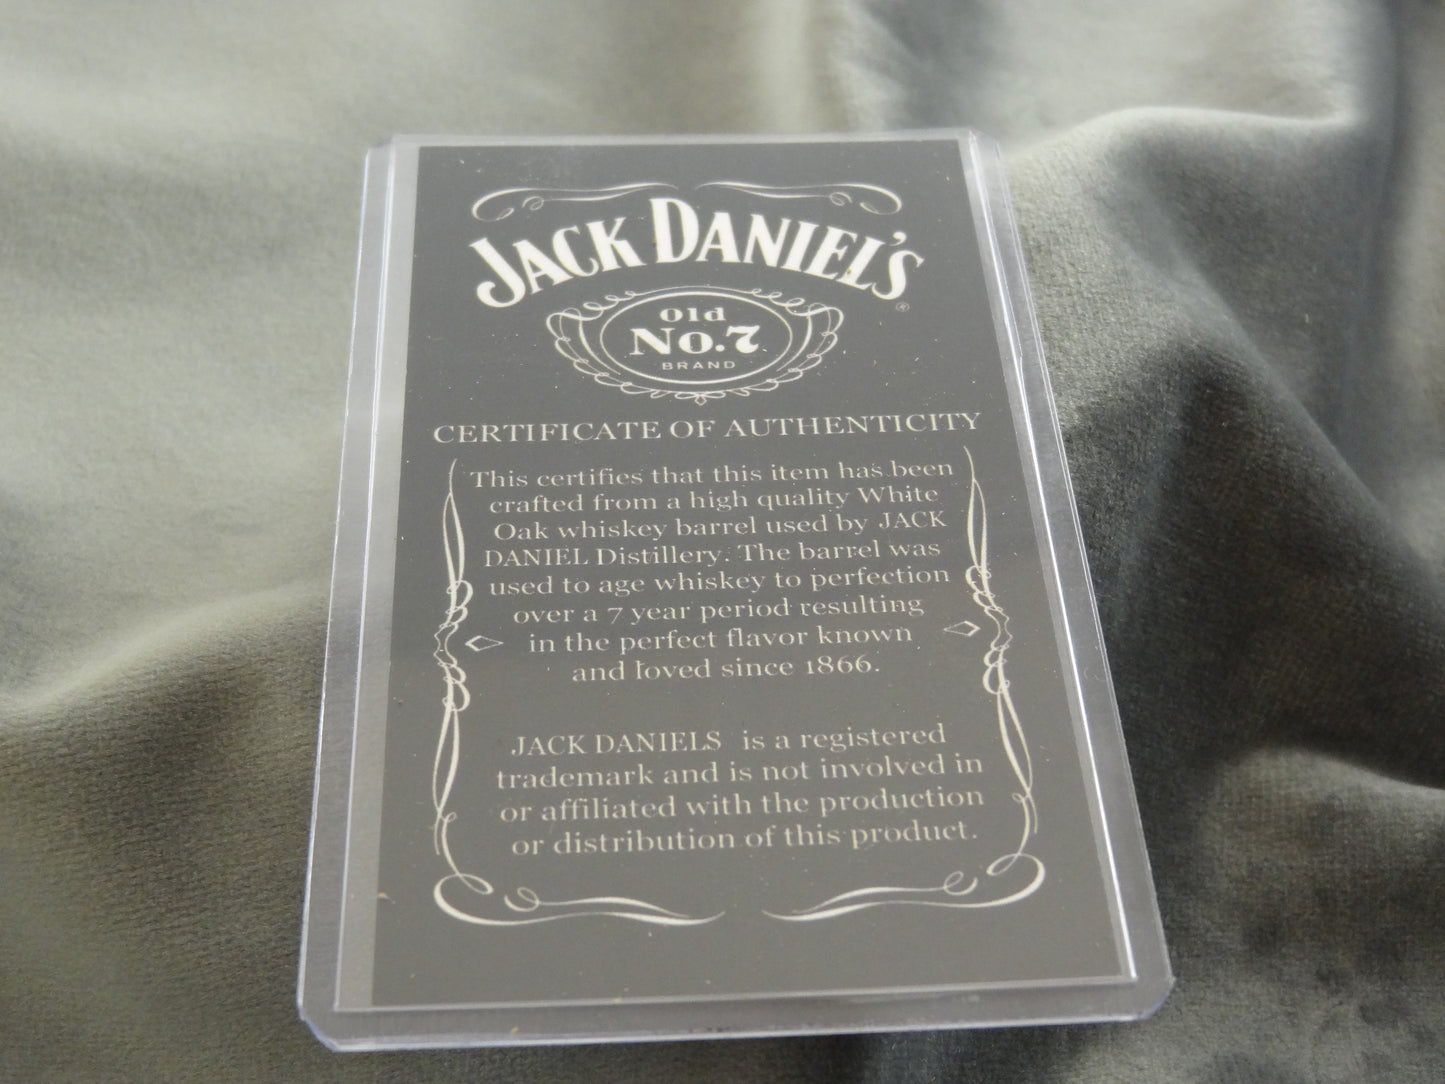 JACK DANIEL'S ®
Old
No.7
BRAND
CERTIFICATE OF AUTHENTICITY
This certifies that this item has been
crafted from a high quality White
Oak whiskey barrel used by JACK
DANIEL Distillery. The barrel was
used to age whiskey to perfection
over a 7 year period resulting
in the perfect flavor known
and loved since 1866.
JACK DANIELS is a registered
trademark and is not involved in
or affiliated with the production
or distribution of this product.